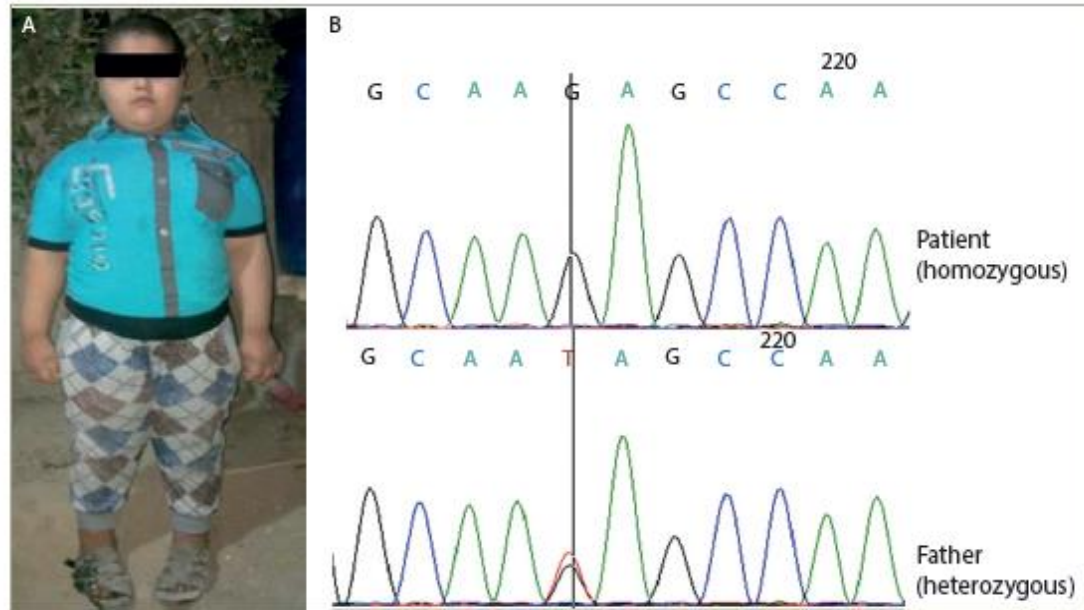 A
B
220
G C A A G A G C C A A
Patient
(homozygous)
220
G C A A T A G C C A A
Father
(heterozygous)